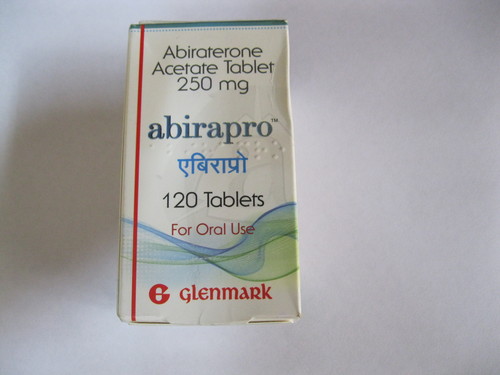 Abiraterone
Acetate Tablet
250 mg
abirapro™
एबिराप्रो
120 Tablets
For Oral Use
G GLENMARK